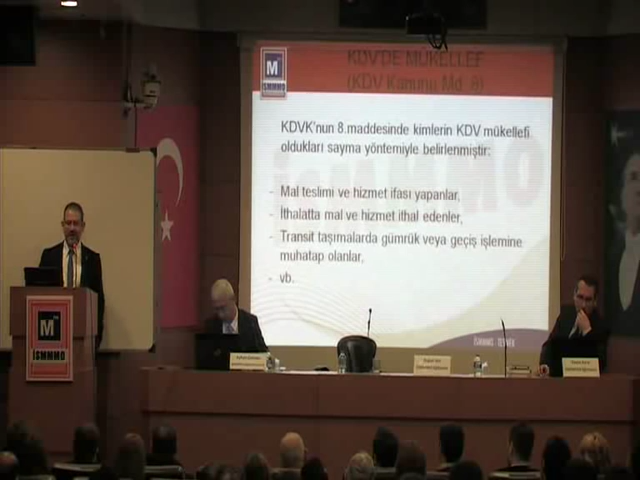 KDV'DE MÜKELLEF
(KDV Kanunu Md. 8)
M
İSMMMO
KDVK'nun 8.maddesinde kimlerin KDV mükellefi
oldukları sayma yöntemiyle belirlenmiştir:
- Mal teslimi ve hizmet ifası yapanlar,
- İthalatta mal ve hizmet ithal edenler,
- Transit taşımalarda gümrük veya geçiş işlemine
muhatap olanlar,
- vb.
İSMMMO
M
İSMMMO